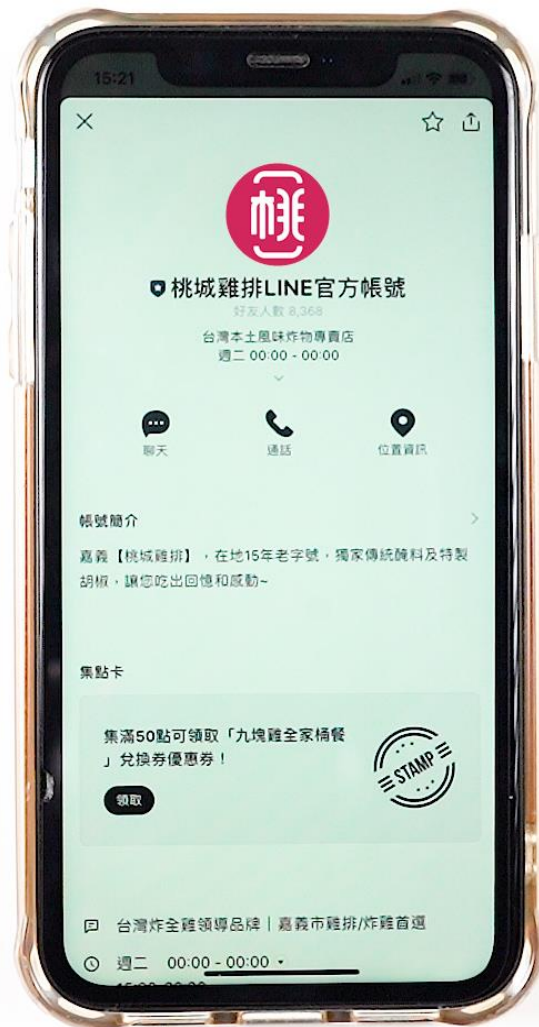 15:21
桃
桃城雞排LINE官方帳號
好友人數 8,368
台灣本土風味炸物專賣店
週二 00:00 - 00:00
聊天
通話
位置資訊
帳號簡介
嘉義【桃城雞排】，在地15年老字號，獨家傳統醃料及特製
胡椒，讓您吃出回憶和感動~
集點卡
集滿50點可領取「九塊雞全家桶餐
」兌換券優惠券！
STAMP
領取
台灣炸全雞領導品牌｜嘉義市雞排/炸雞首選
週二 00:00 - 00:00